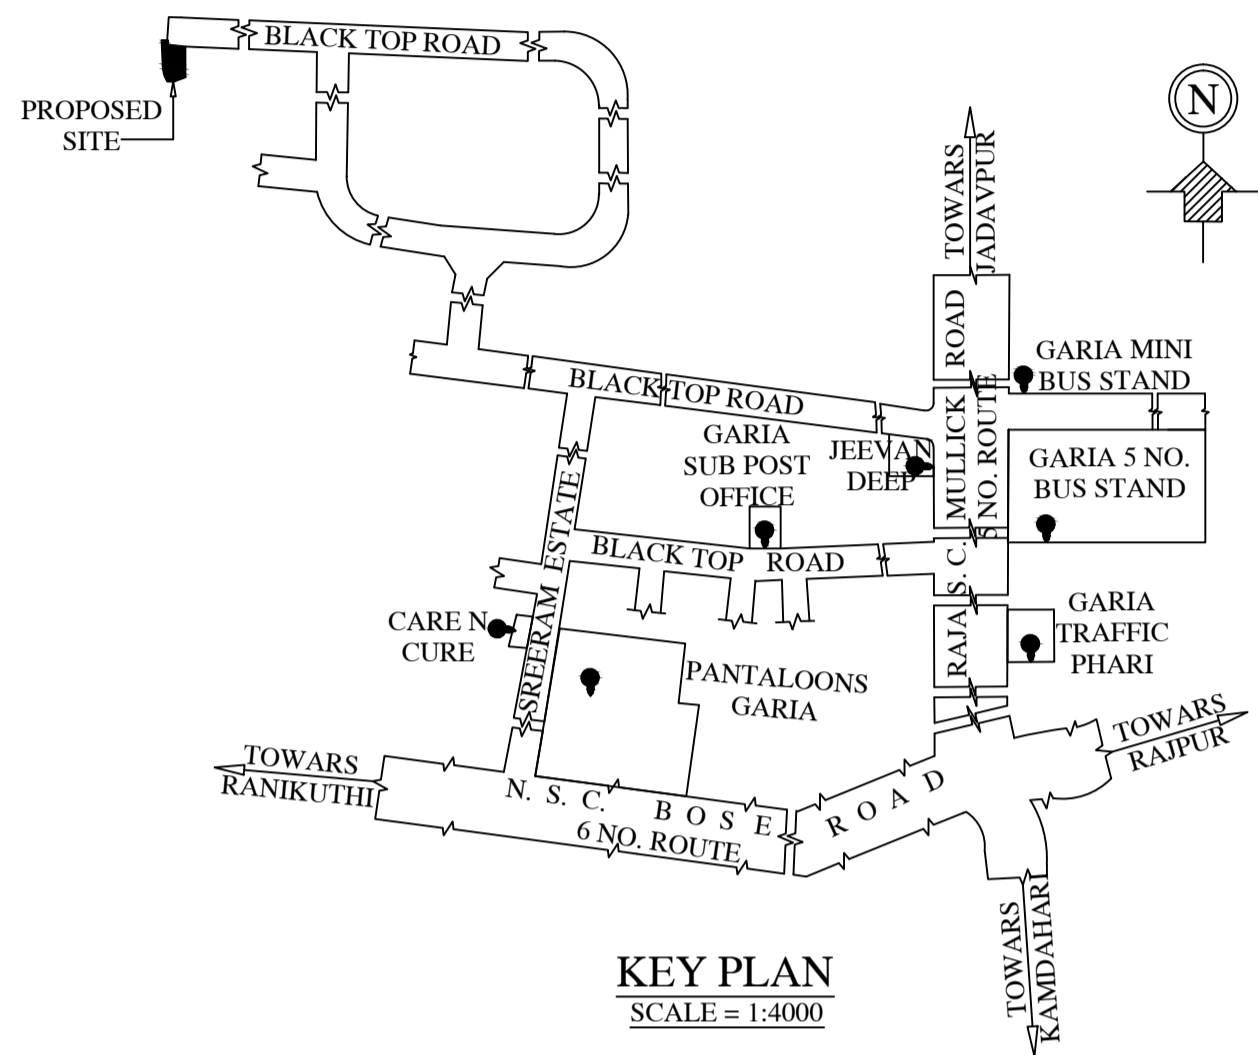 BLACK TOP ROAD
PROPOSED
SITE
N
TOWARS
JADAVPUR
GARIA MINI
BUS STAND
BLACK TOP ROAD
GARIA
SUB POST
OFFICE
JEEVAN
DEEP
RAJA S. C. MULLICK ROAD
5 NO. ROUTE
GARIA 5 NO.
BUS STAND
SREERAM ESTATE
BLACK TOP ROAD
CARE N
CURE
GARIA
TRAFFIC
PHARI
PANTALOONS
GARIA
TOWARS
RAJPUR
TOWARS
RANIKUTHI
N. S. C. BOSE ROAD
6 NO. ROUTE
TOWARS
KAMDAHARI
KEY PLAN
SCALE = 1:4000